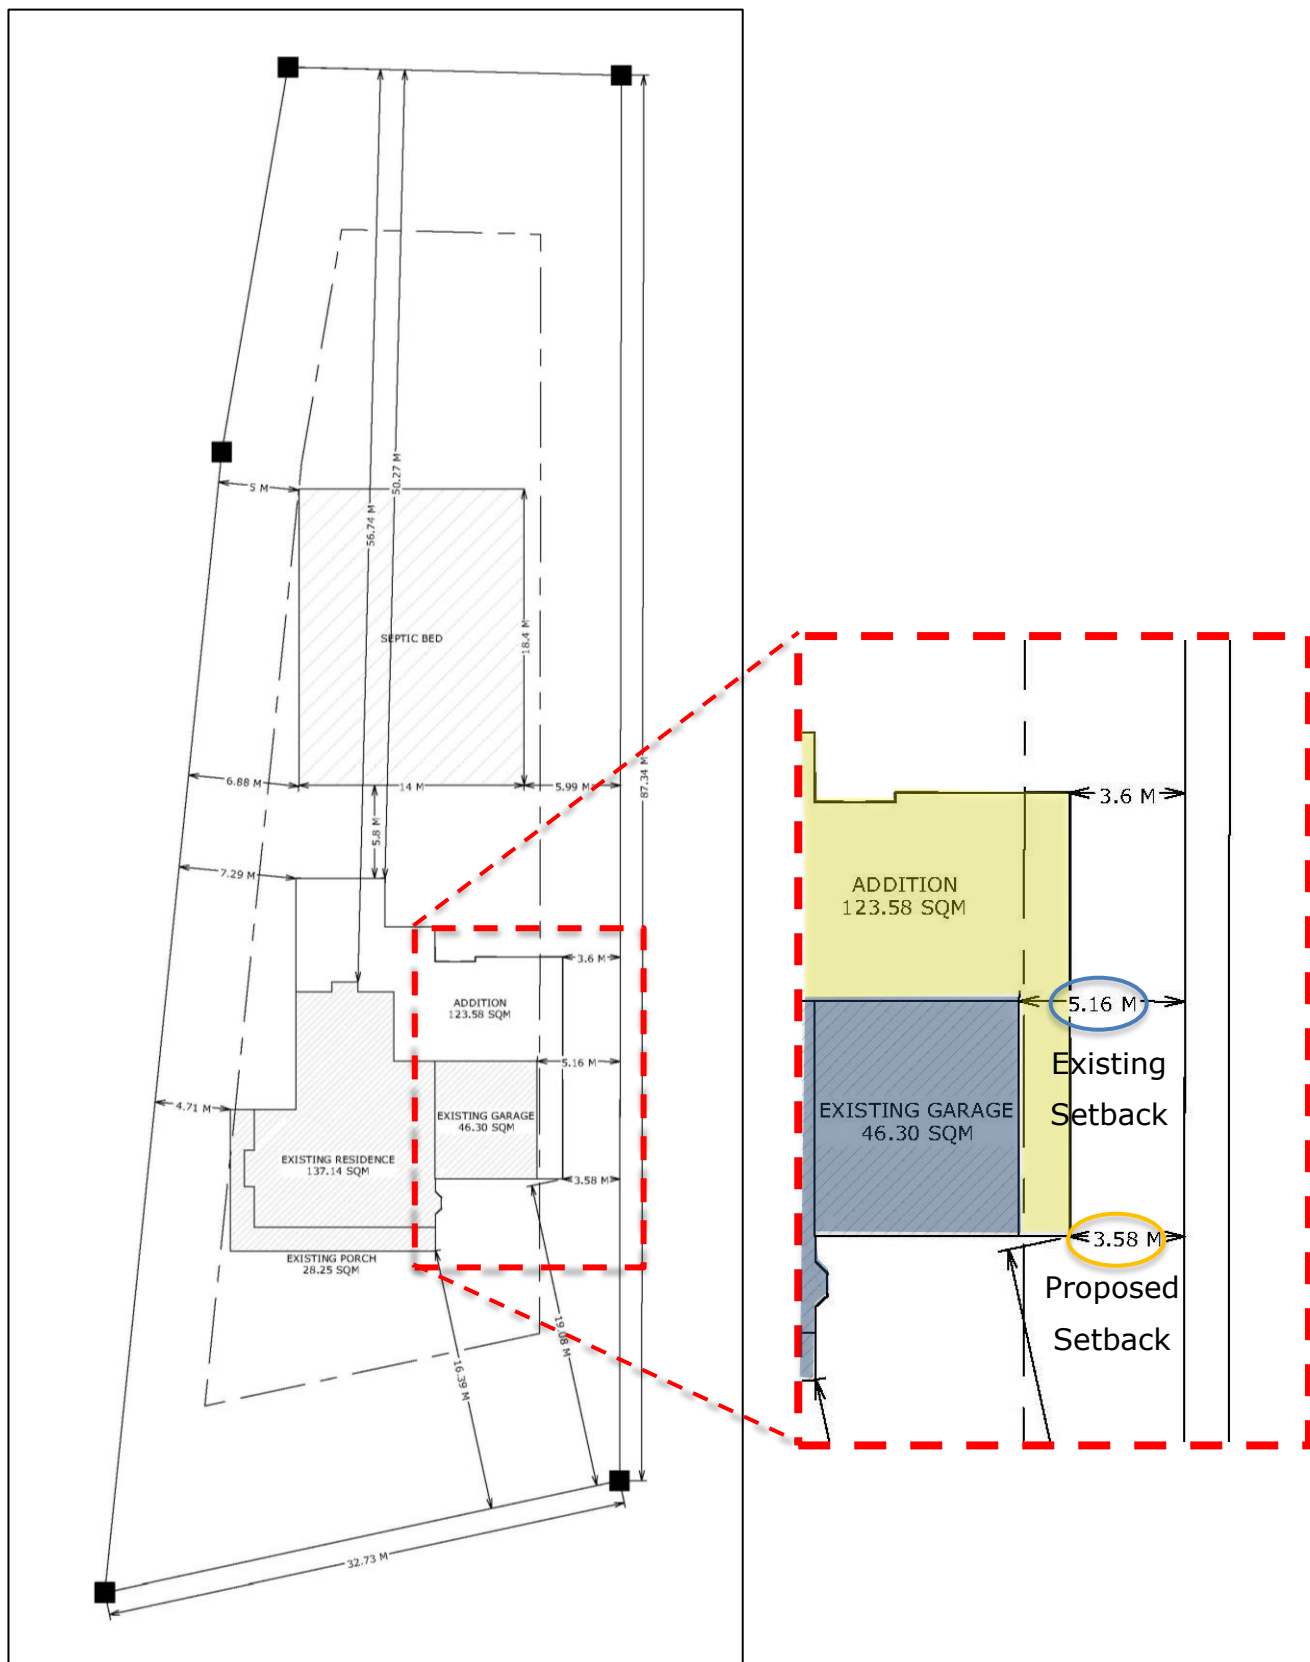 56.74 M
50.27 M
5 M
SEPTIC BED
18.4 M
6.88 M
14 M
5.99 M
87.34 M
5.8 M
7.29 M
3.6 M
ADDITION
123.58 SQM
5.16 M
4.71 M
EXISTING GARAGE
46.30 SQM
EXISTING RESIDENCE
137.14 SQM
3.58 M
EXISTING PORCH
28.25 SQM
19.08 M
16.39 M
32.73 M
3.6 M
ADDITION
123.58 SQM
5.16 M
Existing
Setback
EXISTING GARAGE
46.30 SQM
3.58 M
Proposed
Setback